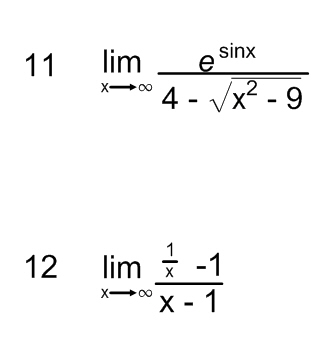 11 lim x→∞ e^sinx / 4 - √x² - 9
12 lim x→∞ 1/x -1 / x - 1